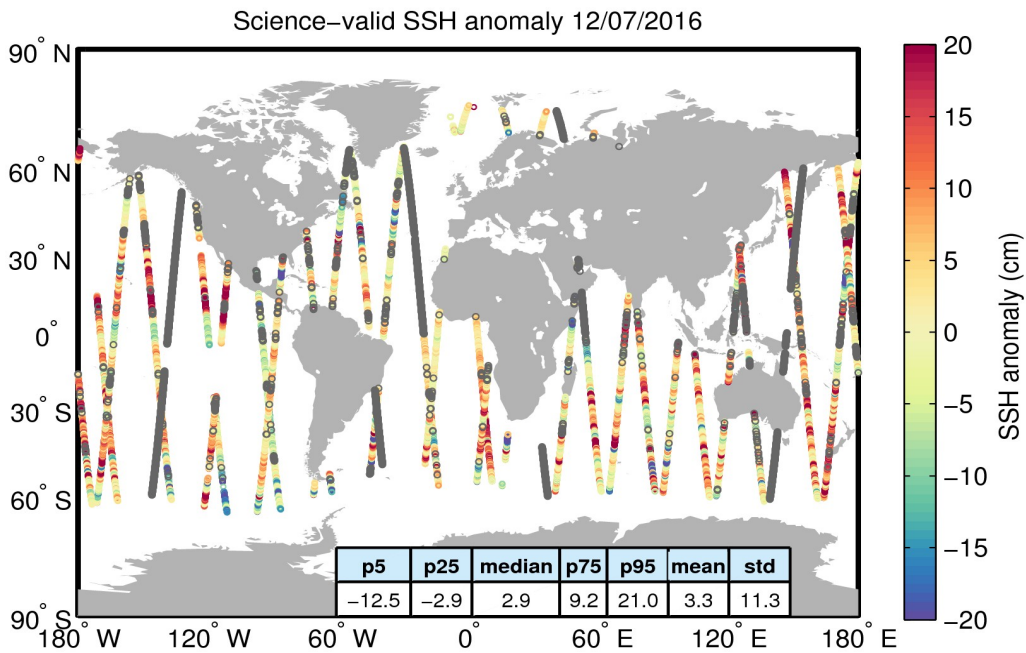 Science−valid SSH anomaly 12/07/2016
90° N
60° N
30° N
0°
30° S
60° S
90° S
180° W 120° W 60° W 0° 60° E 120° E 180° E
p5 p25 median p75 p95 mean std
−12.5 −2.9 2.9 9.2 21.0 3.3 11.3
20
15
10
5
0
−5
−10
−15
−20
SSH anomaly (cm)